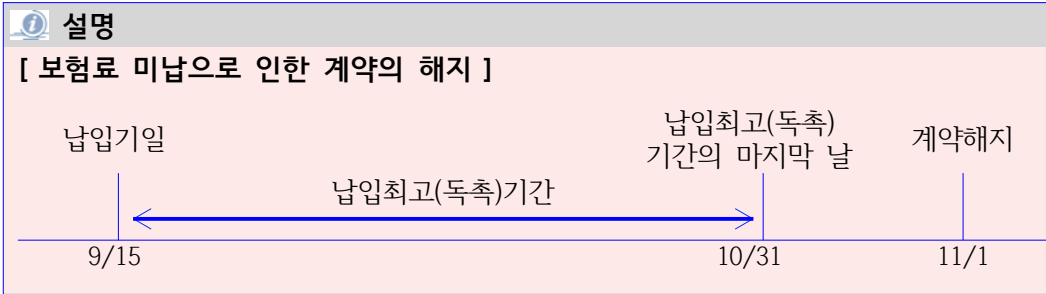 설명
[ 보험료 미납으로 인한 계약의 해지 ]
납입기일
납입최고(독촉)
기간의 마지막 날
계약해지
납입최고(독촉)기간
9/15
10/31
11/1